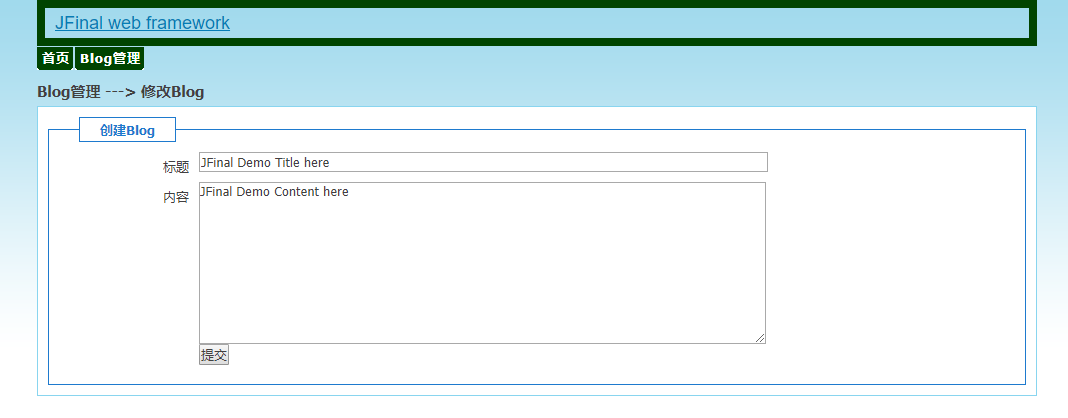 JFinal web framework
首页 Blog管理
Blog管理 ---> 修改Blog
创建Blog
标题 JFinal Demo Title here
内容 JFinal Demo Content here
提交